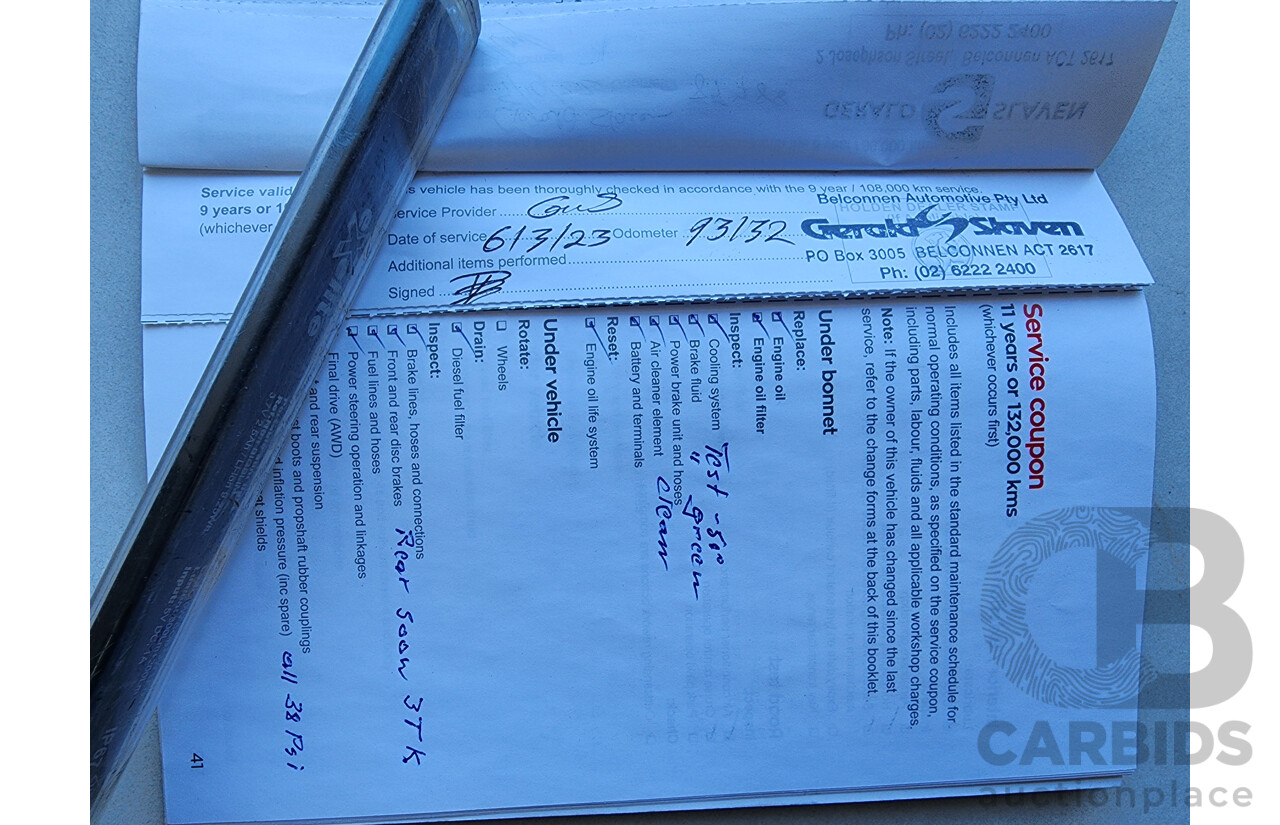 Ph: (02) 6222 2400
2 Josephson Street, Belconnen ACT 2617
GERALD SLAVEN
Service valid
9 years or
(whichever
s vehicle has been thoroughly checked in accordance with the 9 year / 108,000 km service.
Service Provider GWS
Date of service 6/3/23 Odometer 93132
Additional items performed
Signed
Belconnen Automotive Pty Ltd
HOLDEN DEALER STAMP
Gerald Slaven
PO Box 3005 BELCONNEN ACT 2617
Ph: (02) 6222 2400
Service coupon
11 years or 132,000 kms
(whichever occurs first)
Includes all items listed in the standard maintenance schedule for
normal operating conditions, as specified on the service coupon,
including parts, labour, fluids and all applicable workshop charges.
Note: If the owner of this vehicle has changed since the last
service, refer to the change forms at the back of this booklet.
Under bonnet
Replace:
Engine oil
Engine oil filter
Inspect:
Cooling system Test -50°
Brake fluid " green
Power brake unit and hoses
Air cleaner element clean
Battery and terminals
Reset:
Engine oil life system
Under vehicle
Rotate:
Wheels
Drain:
Diesel fuel filter
Inspect:
Brake lines, hoses and connections
Front and rear disc brakes Rear soon 3TK
Fuel lines and hoses
Power steering operation and linkages
Final drive (AWD)
and rear suspension
boots and propshaft rubber couplings
inflation pressure (inc spare) all 38 Psi
shields
41
CARBIDS
auctionplace